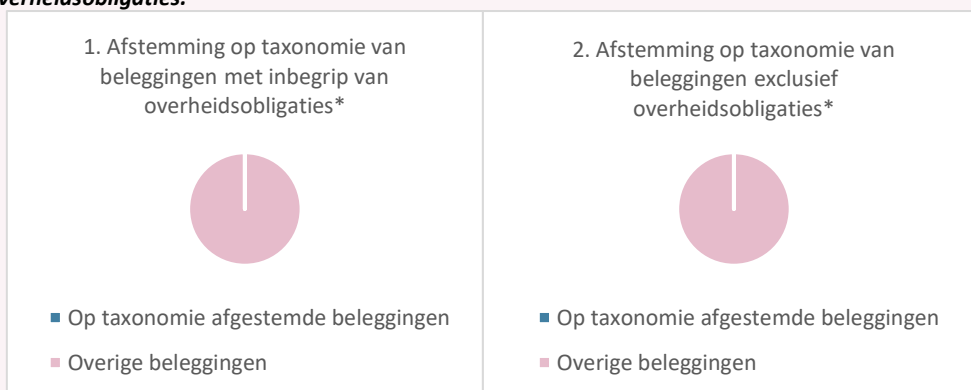 verheidsobligaties.
1. Afstemming op taxonomie van
beleggingen met inbegrip van
overheidsobligaties*
Op taxonomie afgestemde beleggingen
Overige beleggingen
2. Afstemming op taxonomie van
beleggingen exclusief
overheidsobligaties*
Op taxonomie afgestemde beleggingen
Overige beleggingen